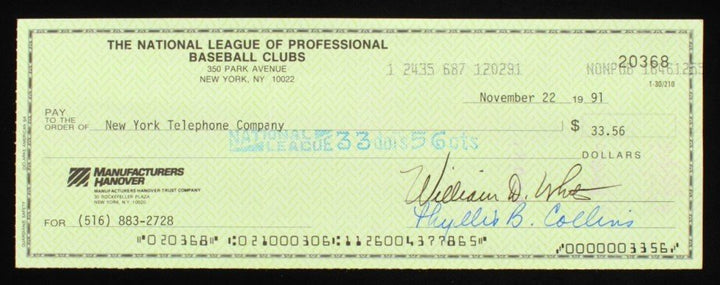 THE NATIONAL LEAGUE OF PROFESSIONAL
BASEBALL CLUBS
350 PARK AVENUE
NEW YORK, NY 10022
20368
1 2435 687 120291
1-30/210
November 22 19 91
PAY
TO THE
ORDER OF New York Telephone Company $ 33.56
NATIONAL LEAGUE 33 dols 56 cts
DOLLARS
MANUFACTURERS
HANOVER
MANUFACTURERS HANOVER TRUST COMPANY
NEW YORK, N.Y. 10020
William D. White
Phyllis B. Collins
FOR (516) 883-2728
⑈020368⑈ ⑆021000306⑆ 1126004377865⑈ ⑈0000003356⑈